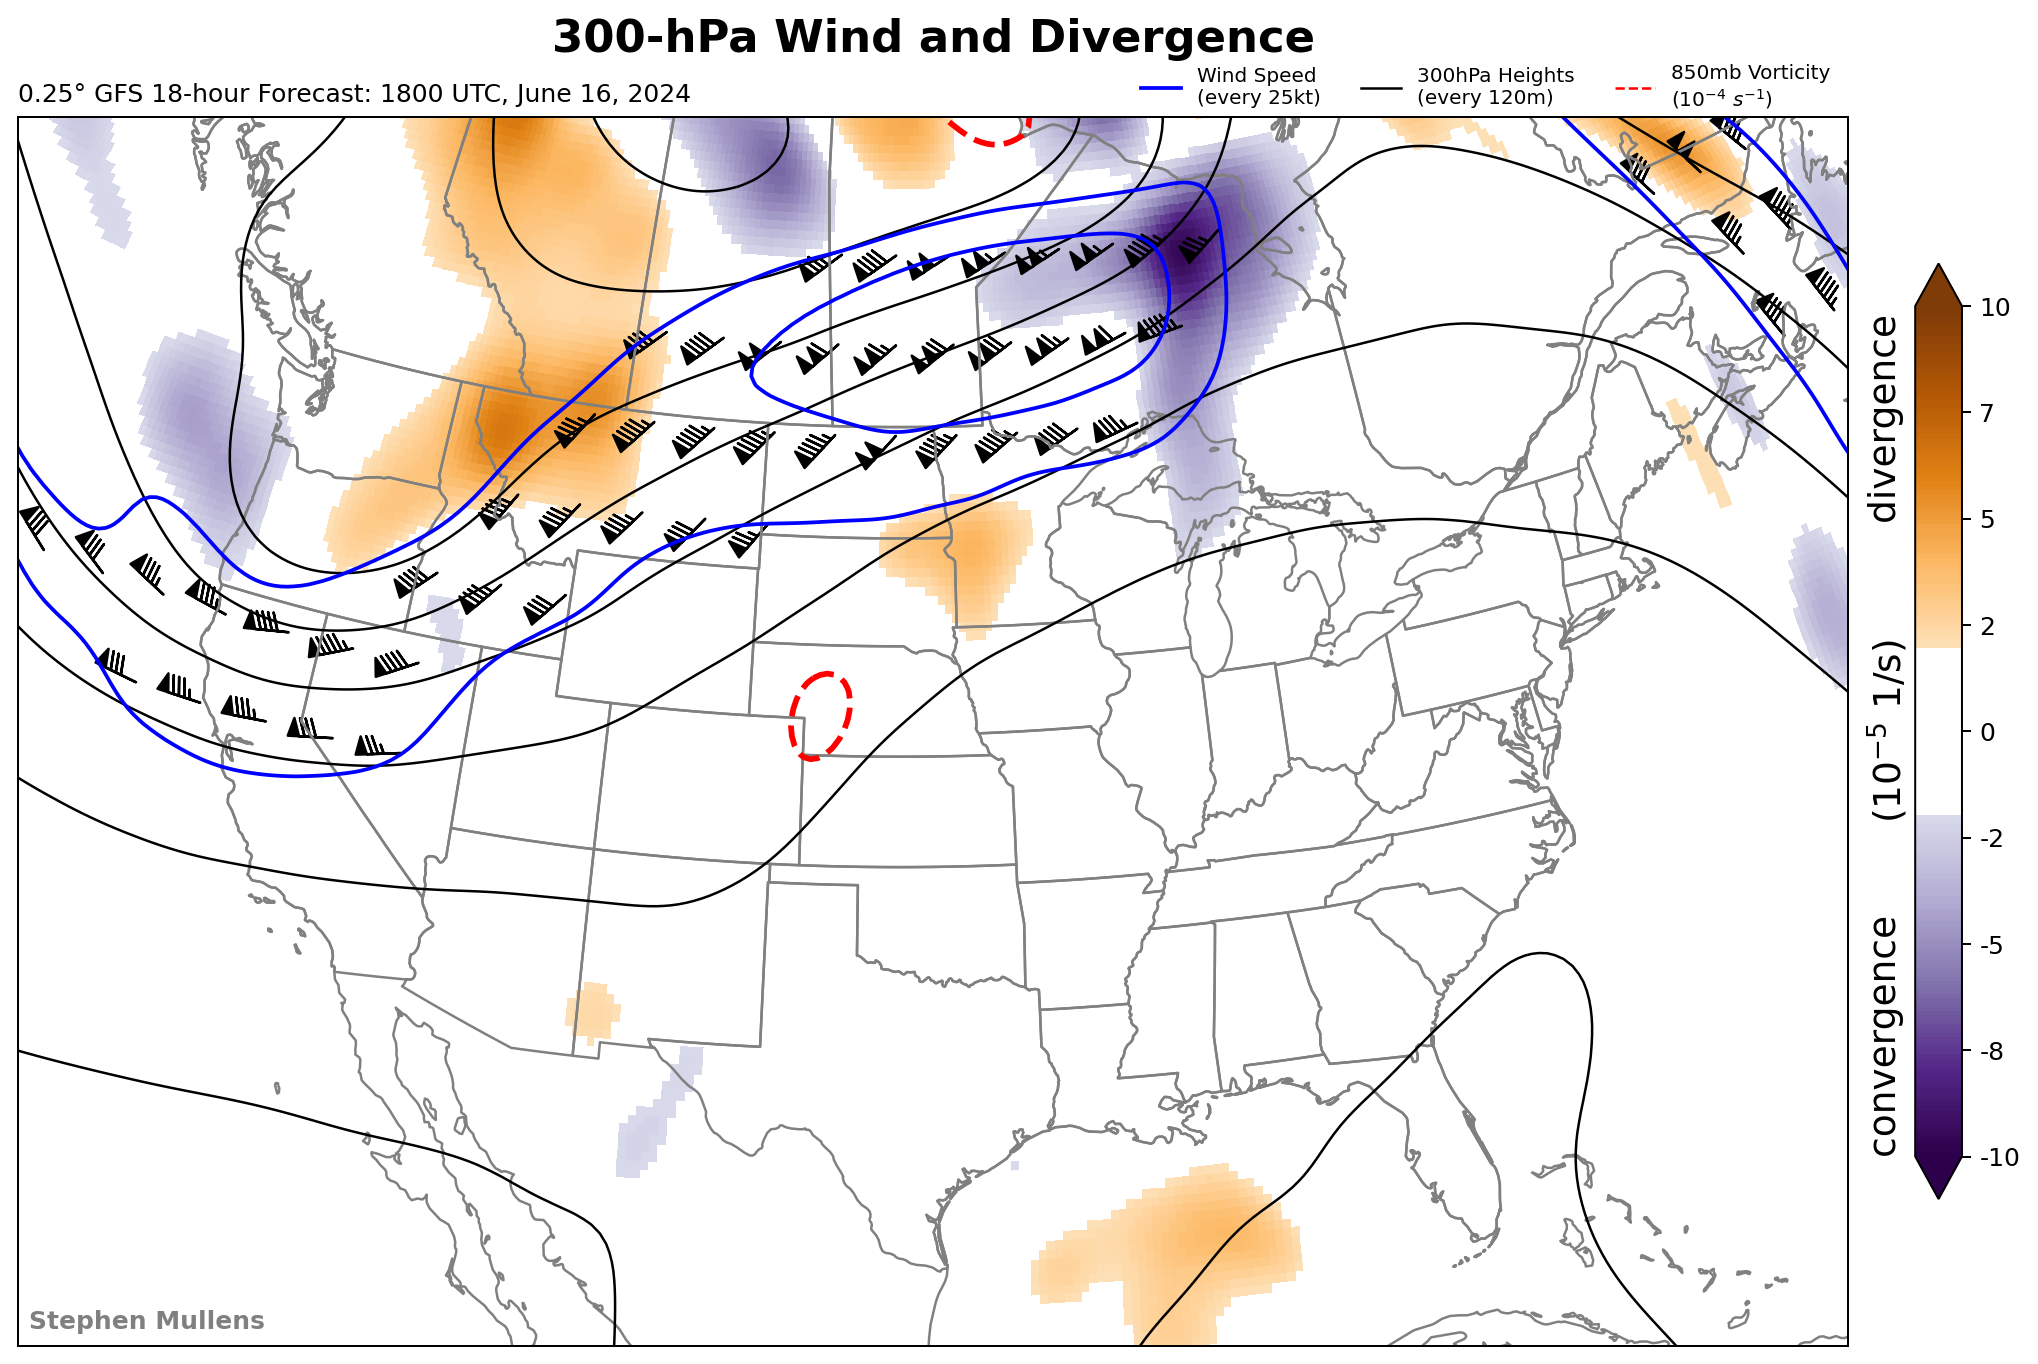 300-hPa Wind and Divergence
0.25° GFS 18-hour Forecast: 1800 UTC, June 16, 2024
Wind Speed
(every 25kt)
300hPa Heights
(every 120m)
850mb Vorticity
(10⁻⁴ s⁻¹)
10
7
5
2
0
-2
-5
-8
-10
convergence (10⁻⁵ 1/s) divergence
Stephen Mullens